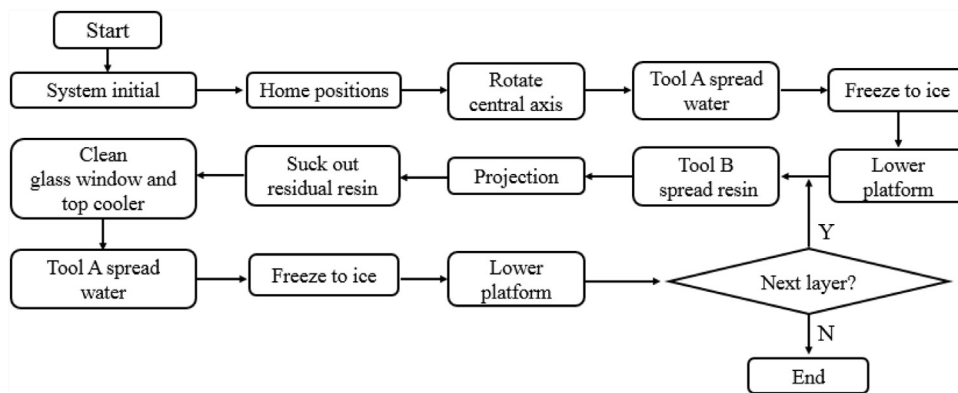 Start
System initial
Home positions
Rotate
central axis
Tool A spread
water
Freeze to ice
Lower
platform
Tool B
spread resin
Projection
Suck out
residual resin
Clean
glass window and
top cooler
Tool A spread
water
Freeze to ice
Lower
platform
Next layer?
Y
N
End